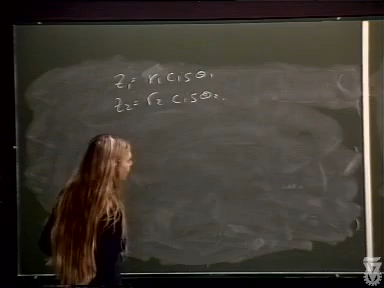 z₁ = r₁ cis θ₁
z₂ = r₂ cis θ₂.